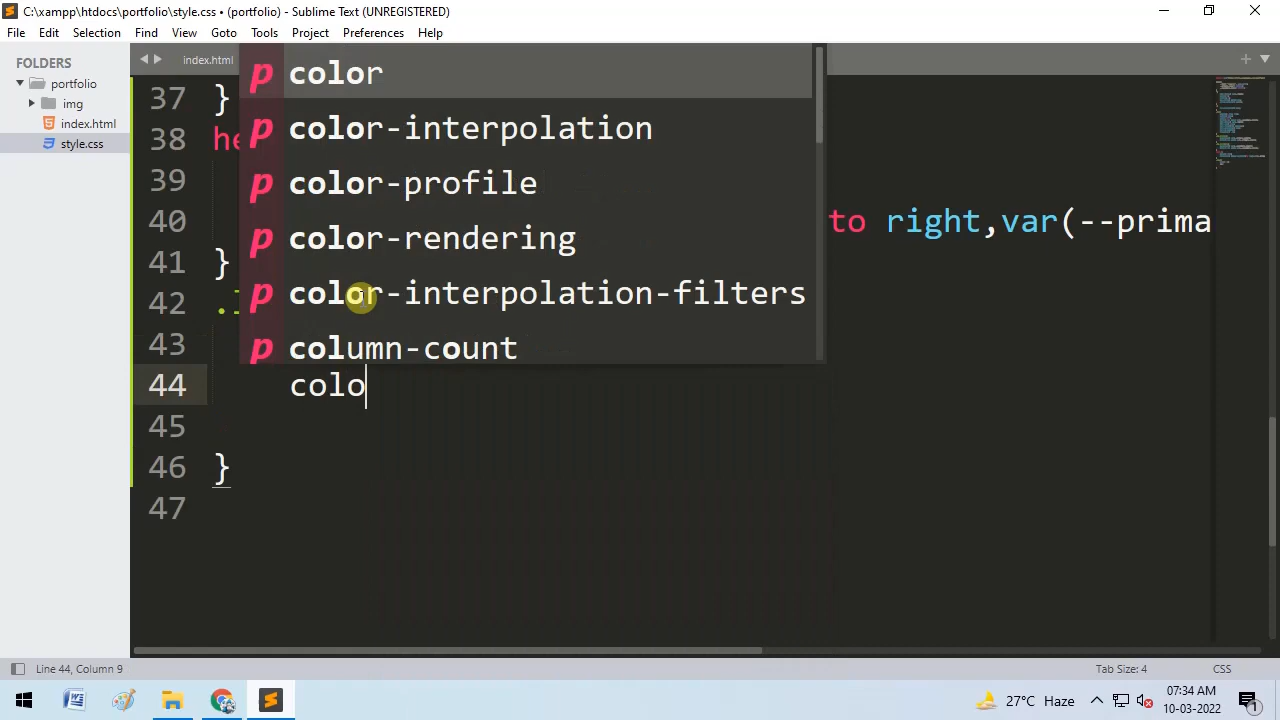 C:\xampp\htdocs\portfolio\style.css • (portfolio) - Sublime Text (UNREGISTERED)
File Edit Selection Find View Goto Tools Project Preferences Help
FOLDERS
portfolio
img
index.html
style.css
index.html
37 }
38 he
39
40 to right,var(--prima
41 }
42 .
43
44 colo
45
46 }
47
p color
p color-interpolation
p color-profile
p color-rendering
p color-interpolation-filters
p column-count
Line 44, Column 9
Tab Size: 4
CSS
27°C Haze
07:34 AM
10-03-2022
1